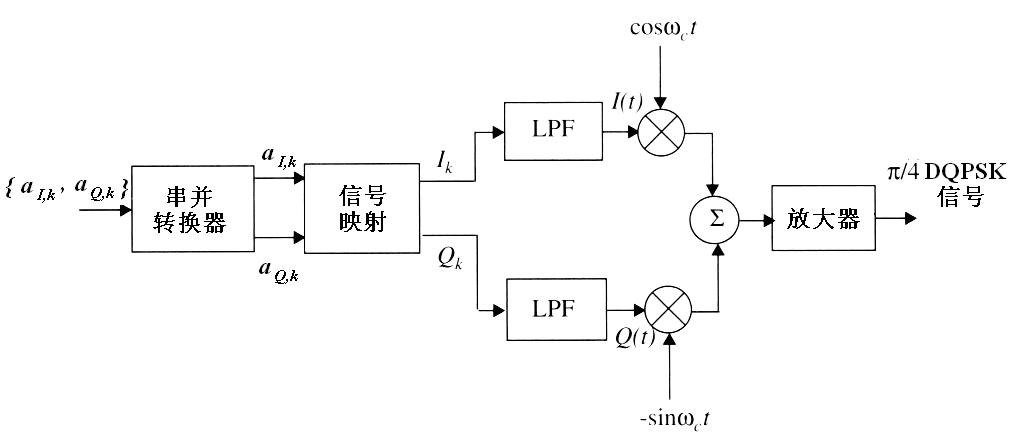 cosω_c t
{ a_I,k , a_Q,k }
串并
转换器
a_I,k
a_Q,k
信号
映射
I_k
Q_k
LPF
I(t)
LPF
Q(t)
-sinω_c t
Σ
放大器
π/4 DQPSK
信号